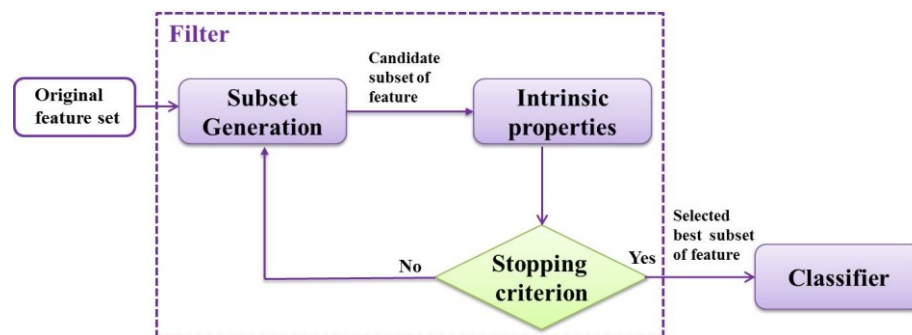 Filter
Original
feature set
Subset
Generation
Candidate
subset of
feature
Intrinsic
properties
Stopping
criterion
No
Yes
Selected
best subset
of feature
Classifier